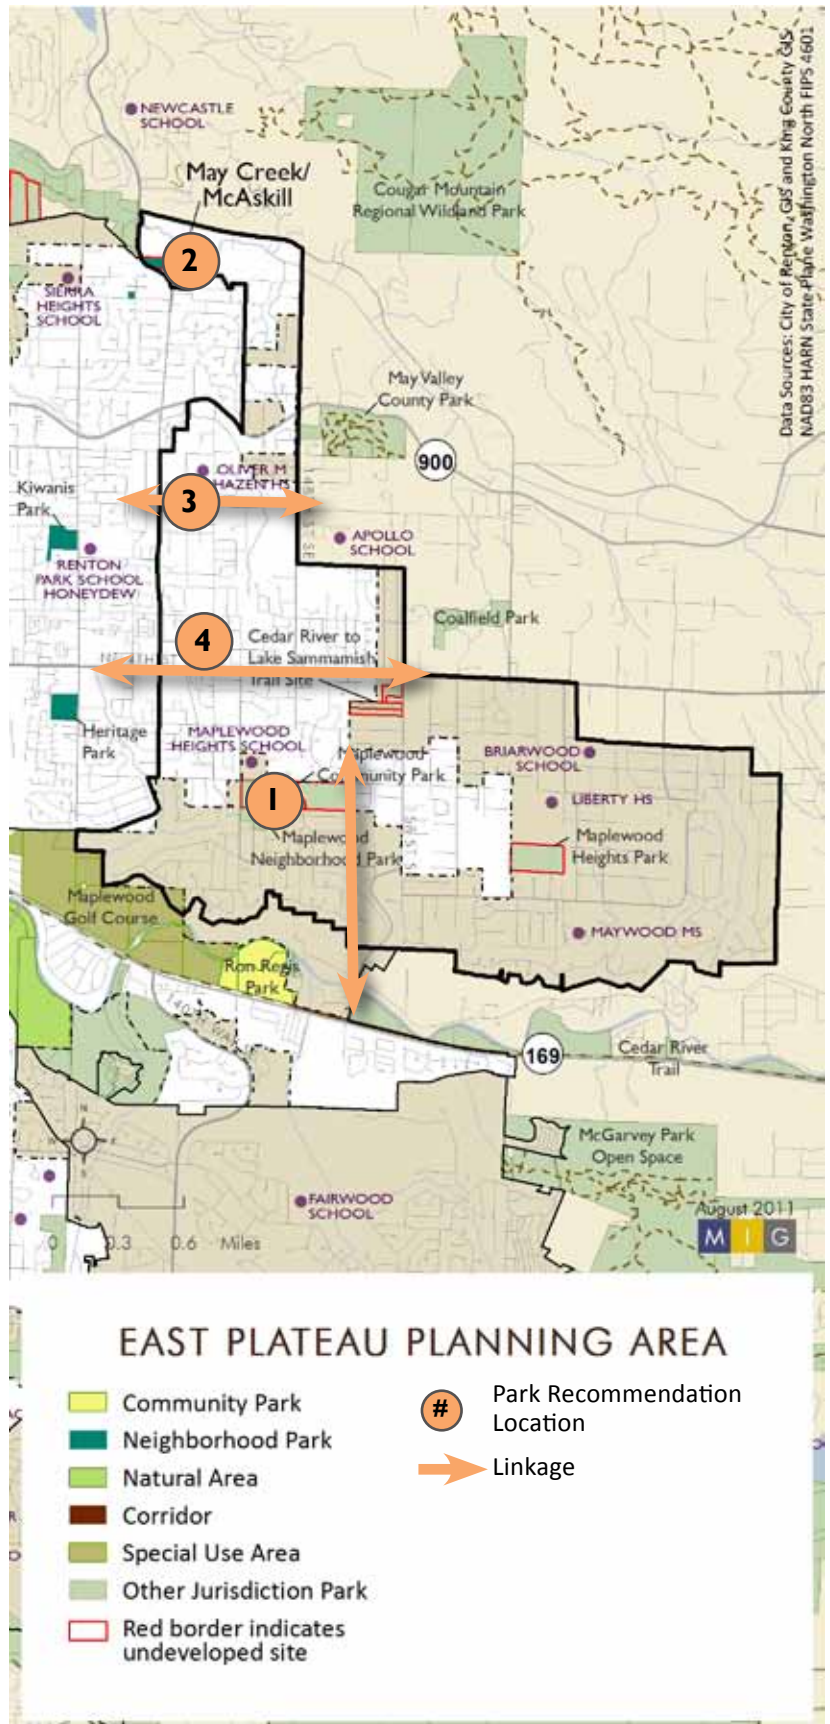 Data Sources: City of Renton, GIS and King County GIS
NAD83 HARN State Plane Washington North FIPS 4601
NEWCASTLE
SCHOOL
May Creek/
McAskill
Cougar Mountain
Regional Wildland Park
2
SIERRA
HEIGHTS
SCHOOL
May Valley
County Park
900
OLIVER M
HAZEN HS
Kiwanis
Park
3
APOLLO
SCHOOL
RENTON
PARK SCHOOL
HONEYDEW
Coalfield Park
4
Cedar River to
Lake Sammamish
Trail Site
Heritage
Park
MAPLEWOOD
HEIGHTS SCHOOL
Maplewood
Community Park
BRIARWOOD
SCHOOL
1
LIBERTY HS
Maplewood
Neighborhood Park
Maplewood
Heights Park
Maplewood
Golf Course
MAYWOOD MS
Ron Regis
Park
169
Cedar River
Trail
McGarvey Park
Open Space
FAIRWOOD
SCHOOL
August 2011
M I G
0 0.3 0.6 Miles
EAST PLATEAU PLANNING AREA
Community Park
Neighborhood Park
Natural Area
Corridor
Special Use Area
Other Jurisdiction Park
Red border indicates
undeveloped site
# Park Recommendation
Location
Linkage